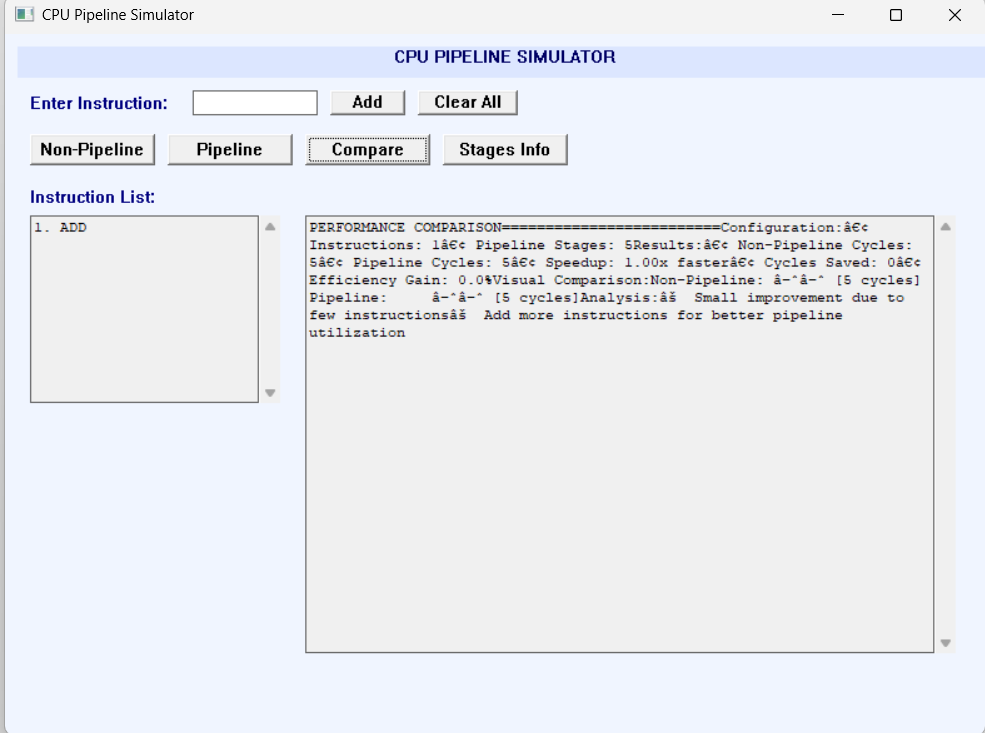 CPU Pipeline Simulator
CPU PIPELINE SIMULATOR
Enter Instruction:
Add
Clear All
Non-Pipeline
Pipeline
Compare
Stages Info
Instruction List:
1. ADD
PERFORMANCE COMPARISON=========================Configuration:â€¢
Instructions: 1â€¢ Pipeline Stages: 5Results:â€¢ Non-Pipeline Cycles:
5â€¢ Pipeline Cycles: 5â€¢ Speedup: 1.00x fasterâ€¢ Cycles Saved: 0â€¢
Efficiency Gain: 0.0%Visual Comparison:Non-Pipeline: â–ˆâ–ˆ [5 cycles]
Pipeline:     â–ˆâ–ˆ [5 cycles]Analysis:âš  Small improvement due to
few instructionsâš  Add more instructions for better pipeline
utilization